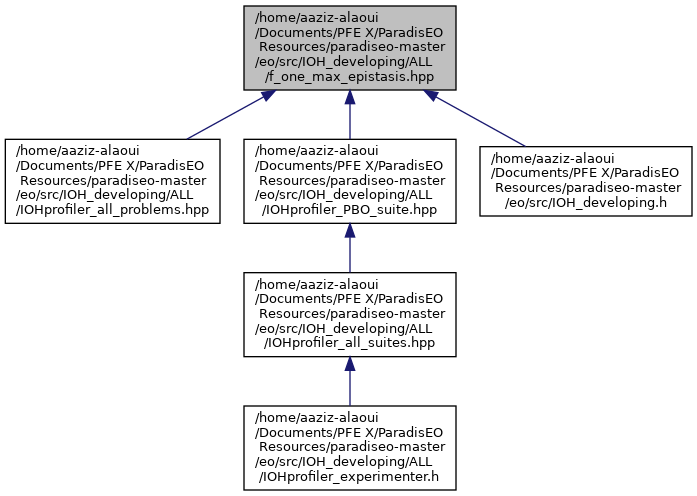 /home/aaziz-alaoui
/Documents/PFE X/ParadisEO
Resources/paradiseo-master
/eo/src/IOH_developing/ALL
/f_one_max_epistasis.hpp
/home/aaziz-alaoui
/Documents/PFE X/ParadisEO
Resources/paradiseo-master
/eo/src/IOH_developing/ALL
/IOHprofiler_all_problems.hpp
/home/aaziz-alaoui
/Documents/PFE X/ParadisEO
Resources/paradiseo-master
/eo/src/IOH_developing/ALL
/IOHprofiler_PBO_suite.hpp
/home/aaziz-alaoui
/Documents/PFE X/ParadisEO
Resources/paradiseo-master
/eo/src/IOH_developing.h
/home/aaziz-alaoui
/Documents/PFE X/ParadisEO
Resources/paradiseo-master
/eo/src/IOH_developing/ALL
/IOHprofiler_all_suites.hpp
/home/aaziz-alaoui
/Documents/PFE X/ParadisEO
Resources/paradiseo-master
/eo/src/IOH_developing/ALL
/IOHprofiler_experimenter.h